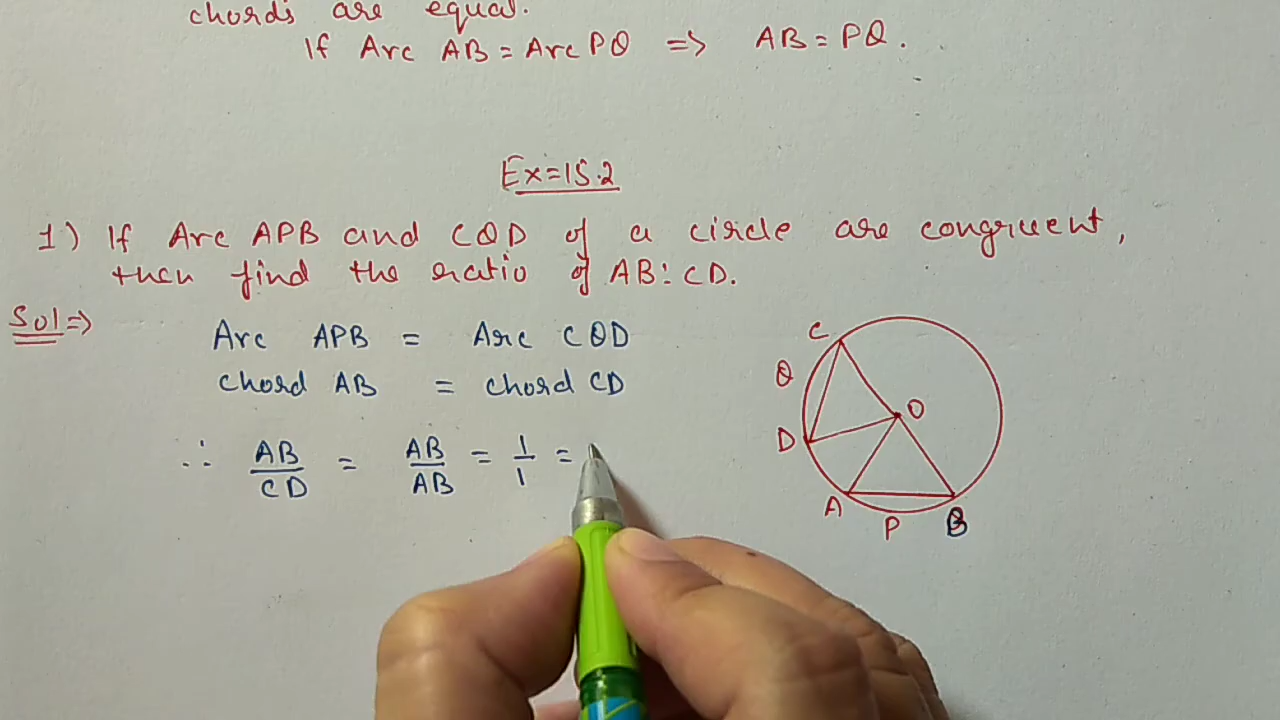 chords are equal.
If Arc AB = Arc PQ => AB = PQ.
Ex=15.2
1) If Arc APB and CQD of a circle are congruent,
then find the ratio of AB:CD.
Sol=>
Arc APB = Arc CQD
chord AB = chord CD
∴ AB/CD = AB/AB = 1/1 =
C
Q
O
D
A
P
B